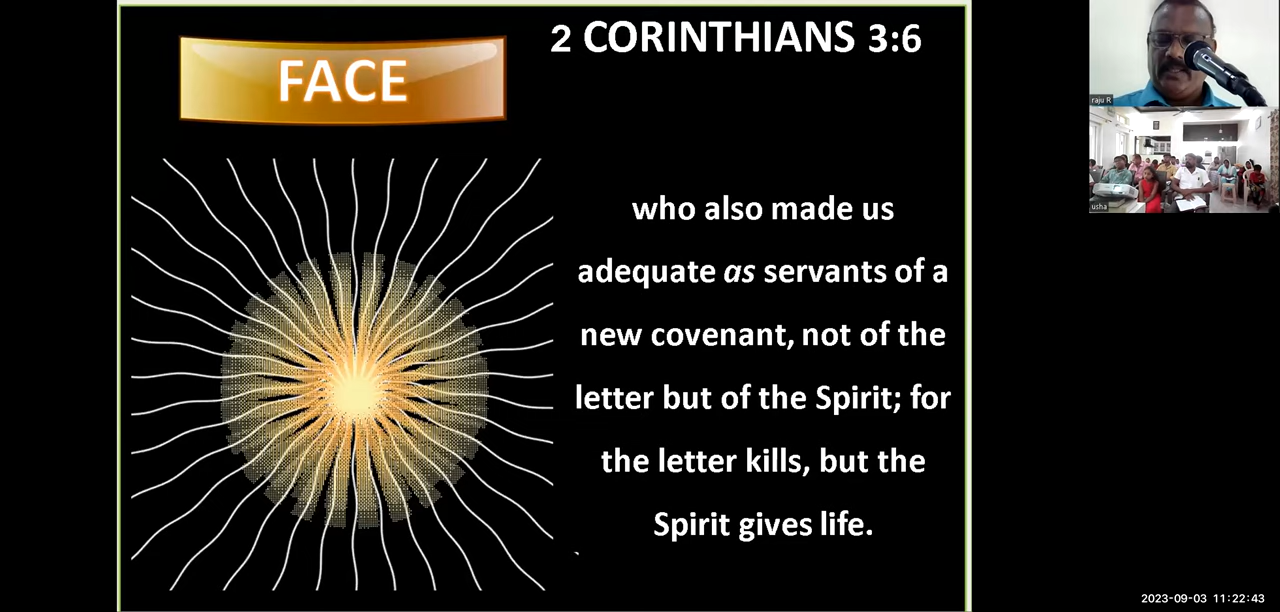 FACE
2 CORINTHIANS 3:6
who also made us
adequate as servants of a
new covenant, not of the
letter but of the Spirit; for
the letter kills, but the
Spirit gives life.
raju R
usha
2023-09-03 11:22:43